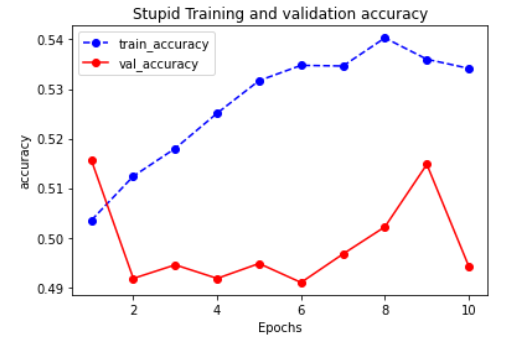 Stupid Training and validation accuracy
train_accuracy
val_accuracy
accuracy
0.54
0.53
0.52
0.51
0.50
0.49
2 4 6 8 10
Epochs